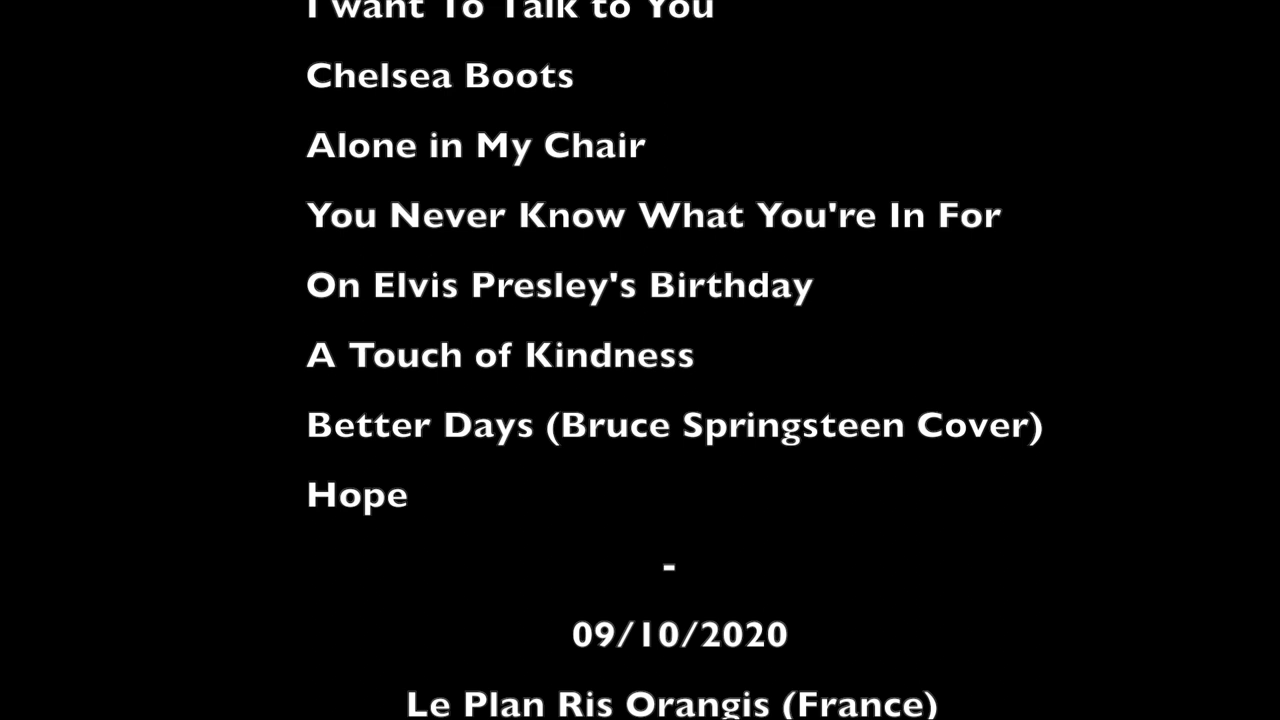 I want To Talk to You
Chelsea Boots
Alone in My Chair
You Never Know What You're In For
On Elvis Presley's Birthday
A Touch of Kindness
Better Days (Bruce Springsteen Cover)
Hope
-
09/10/2020
Le Plan Ris Orangis (France)